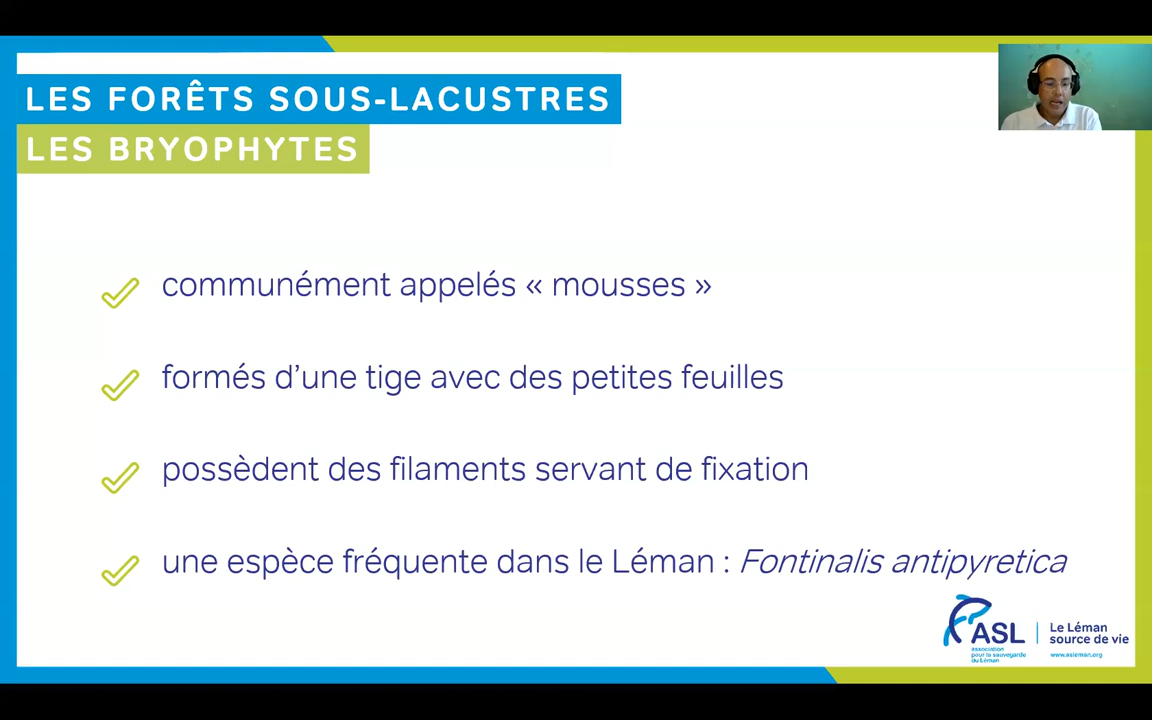 LES FORÊTS SOUS-LACUSTRES
LES BRYOPHYTES
communément appelés « mousses »
formés d’une tige avec des petites feuilles
possèdent des filaments servant de fixation
une espèce fréquente dans le Léman : Fontinalis antipyretica
ASL
association
pour la sauvegarde
du Léman
Le Léman
source de vie
www.asleman.org